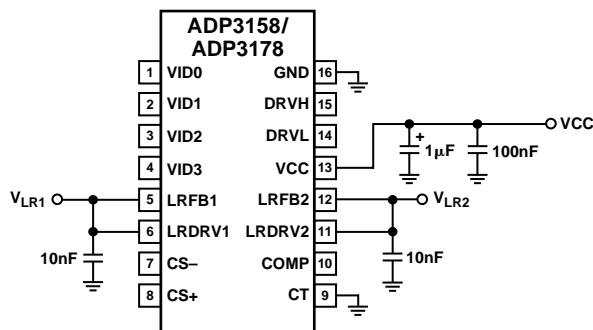 ADP3158/
ADP3178
1 VID0 GND 16
2 VID1 DRVH 15
3 VID2 DRVL 14
4 VID3 VCC 13
5 LRFB1 LRFB2 12
6 LRDRV1 LRDRV2 11
7 CS– COMP 10
8 CS+ CT 9
VCC
+
1μF
100nF
VLR1
VLR2
10nF
10nF